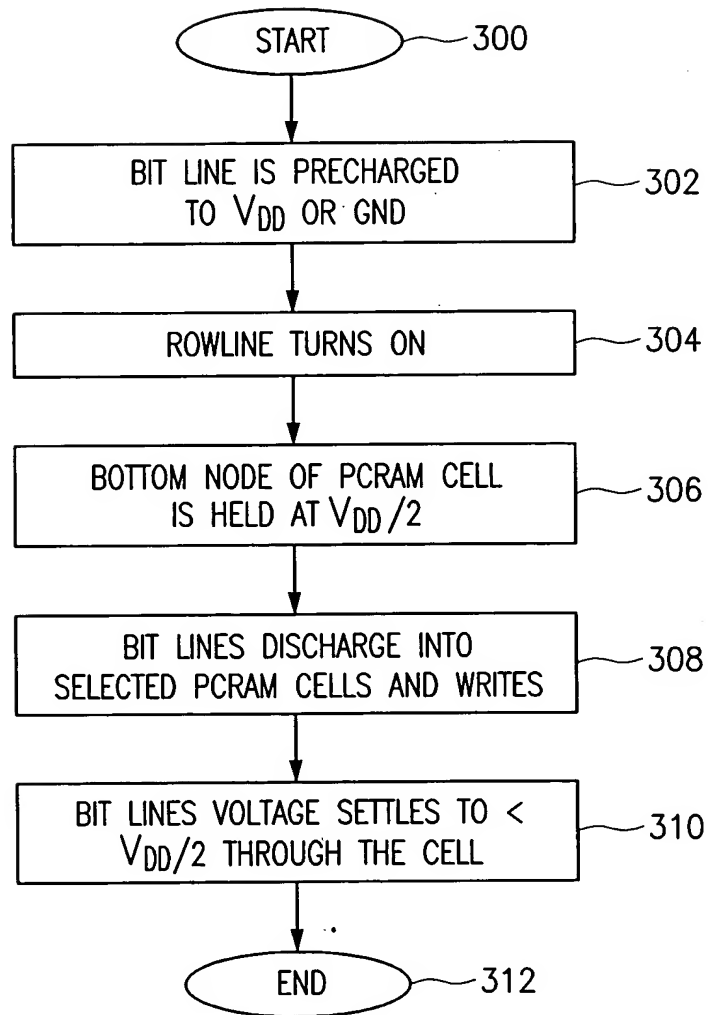 START
300
BIT LINE IS PRECHARGED
TO VDD OR GND
302
ROWLINE TURNS ON
304
BOTTOM NODE OF PCRAM CELL
IS HELD AT VDD/2
306
BIT LINES DISCHARGE INTO
SELECTED PCRAM CELLS AND WRITES
308
BIT LINES VOLTAGE SETTLES TO <
VDD/2 THROUGH THE CELL
310
END
312